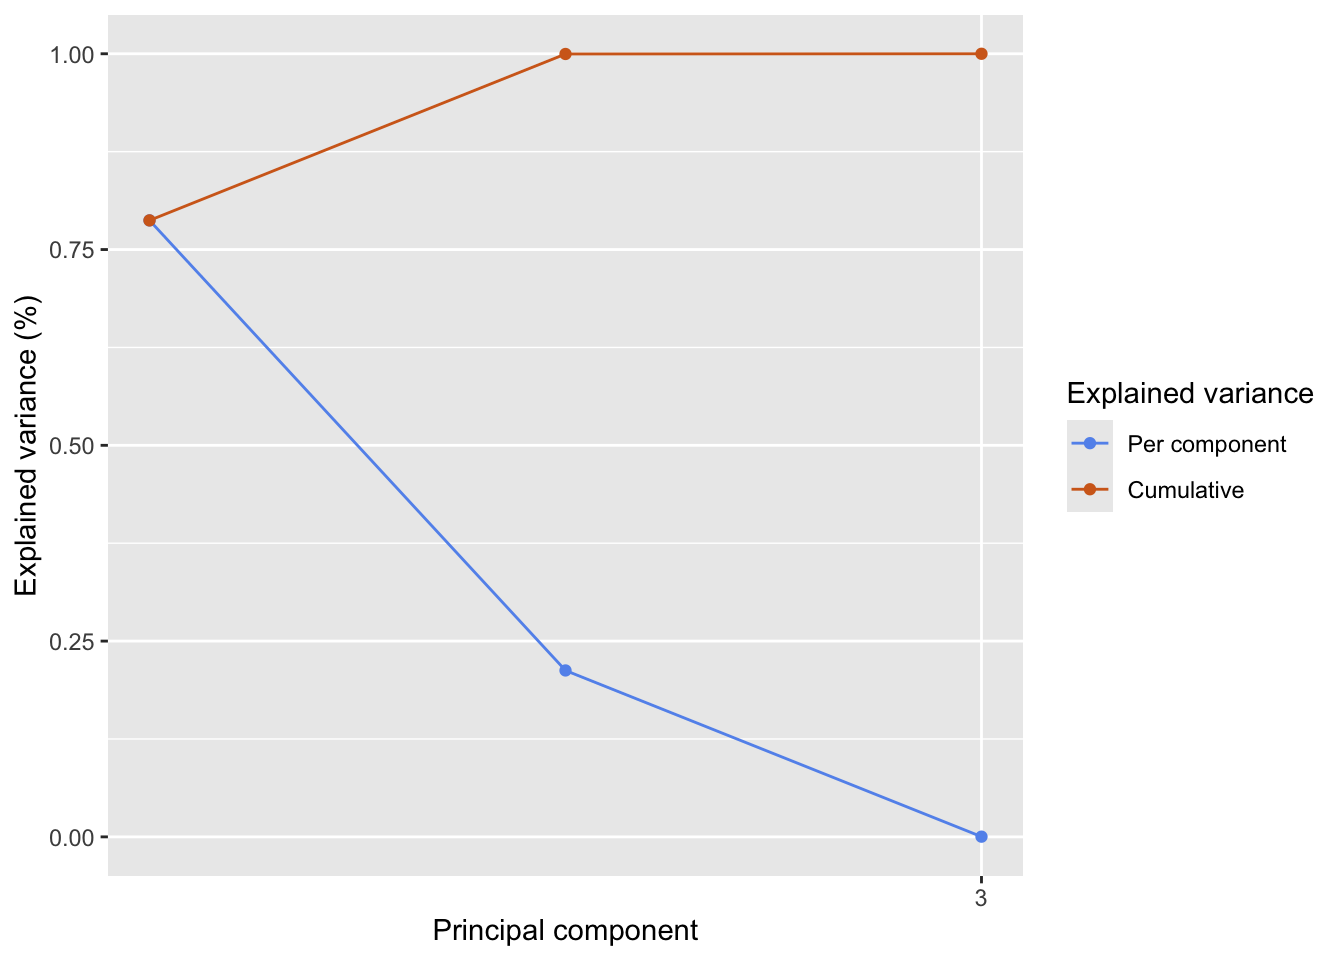 1.00
0.75
0.50
0.25
0.00
Explained variance (%)
3
Principal component
Explained variance
Per component
Cumulative